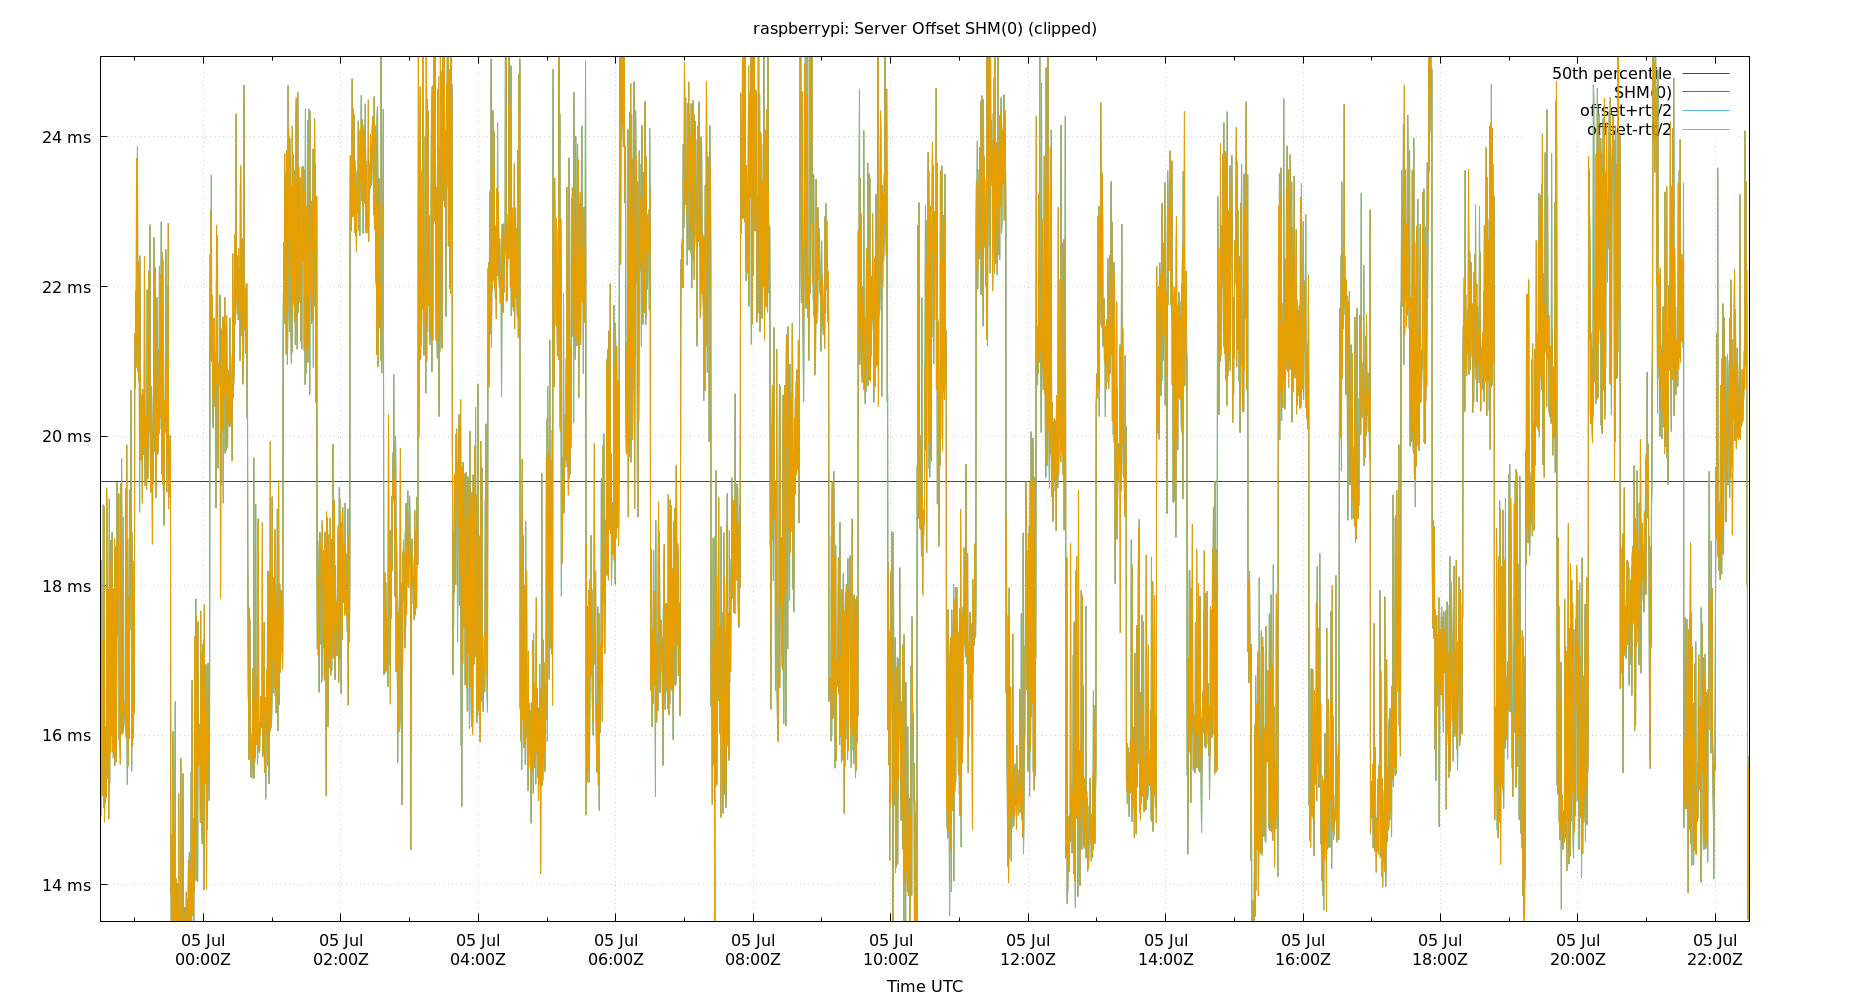 raspberrypi: Server Offset SHM(0) (clipped)
50th percentile
SHM(0)
offset+rtt/2
offset-rtt/2
24 ms
22 ms
20 ms
18 ms
16 ms
14 ms
05 Jul 05 Jul 05 Jul 05 Jul 05 Jul 05 Jul 05 Jul 05 Jul 05 Jul 05 Jul 05 Jul 05 Jul
00:00Z 02:00Z 04:00Z 06:00Z 08:00Z 10:00Z 12:00Z 14:00Z 16:00Z 18:00Z 20:00Z 22:00Z
Time UTC